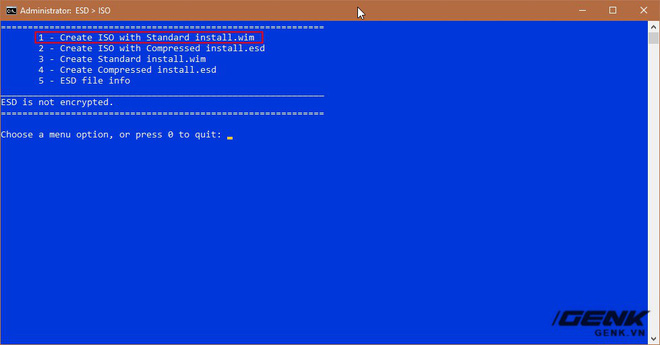 Administrator: ESD > ISO
============================================================
1 - Create ISO with Standard install.wim
2 - Create ISO with Compressed install.esd
3 - Create Standard install.wim
4 - Create Compressed install.esd
5 - ESD file info
____________________________________________________________
ESD is not encrypted.
============================================================
Choose a menu option, or press 0 to quit: _
GENK
GENK.VN